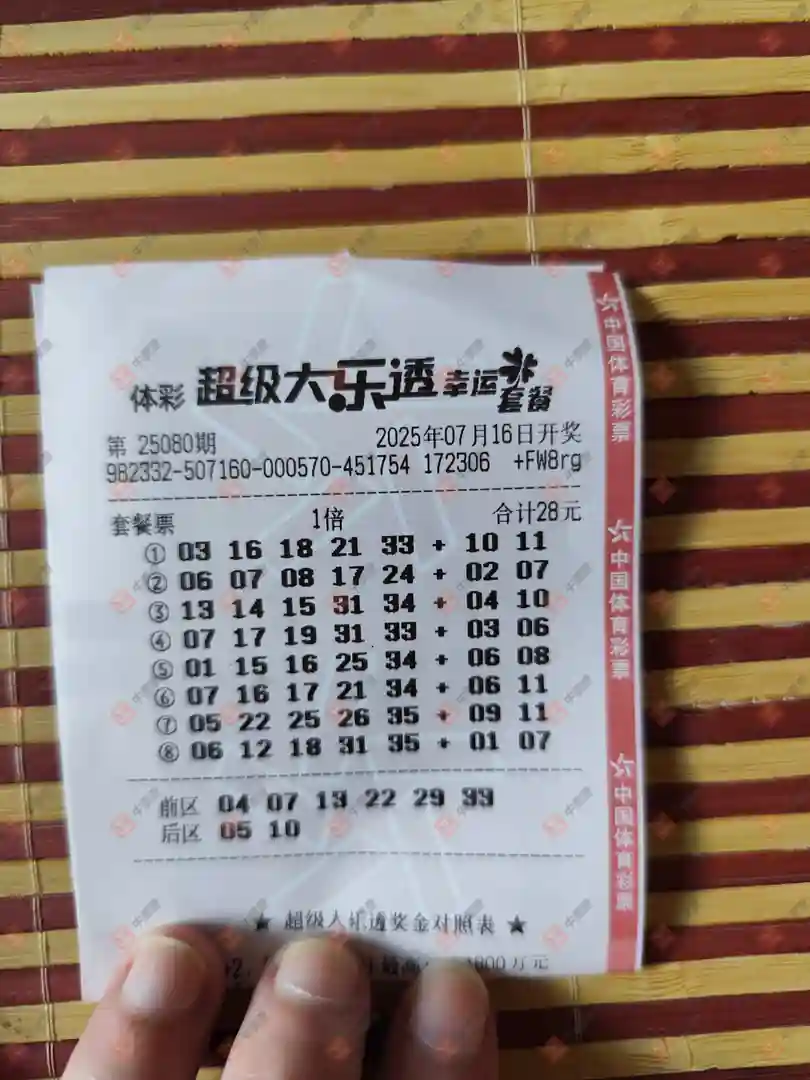 体彩 超级大乐透 幸运套餐
第 25080期 2025年07月16日开奖
982332-507160-000570-451754 172306 +FW8rg
套餐票 1倍 合计28元
① 03 16 18 21 33 + 10 11
② 06 07 08 17 24 + 02 07
③ 13 14 15 31 34 + 04 10
④ 07 17 19 31 33 + 03 06
⑤ 01 15 16 25 34 + 06 08
⑥ 07 16 17 21 34 + 06 11
⑦ 05 22 25 26 35 + 09 11
⑧ 06 12 18 31 35 + 01 07
前区 04 07 13 22 29 33
后区 05 10
★ 超级大乐透奖金对照表 ★
800万元
中国体育彩票
中国体育彩票
中国体育彩票